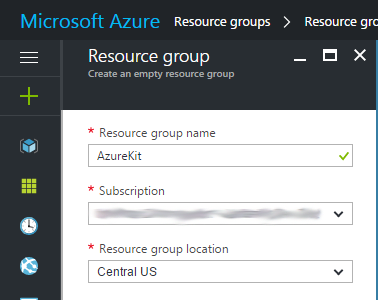 Microsoft Azure Resource groups > Resource gro
Resource group
Create an empty resource group
* Resource group name
AzureKit
* Subscription
* Resource group location
Central US